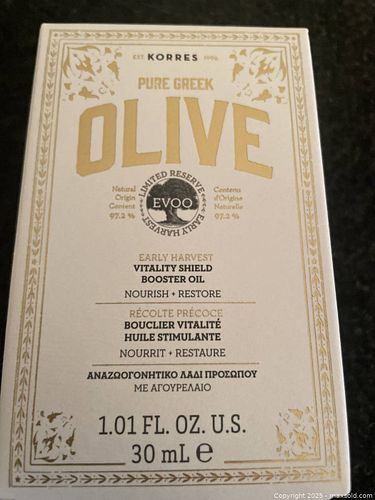 EST. KORRES 1996
PURE GREEK
OLIVE
Natural
Origin
Content
97.2 %
LIMITED RESERVE
EVOO
EARLY HARVEST
Contenu
d'Origine
Naturelle
97.2 %
EARLY HARVEST
VITALITY SHIELD
BOOSTER OIL
NOURISH + RESTORE
RÉCOLTE PRÉCOCE
BOUCLIER VITALITÉ
HUILE STIMULANTE
NOURRIT + RESTAURE
ΑΝΑΖΩΟΓΟΝΗΤΙΚΟ ΛΑΔΙ ΠΡΟΣΩΠΟΥ
ΜΕ ΑΓΟΥΡΕΛΑΙΟ
1.01 FL. OZ. U.S.
30 mL e
Copyright 2025 - maxsold.com